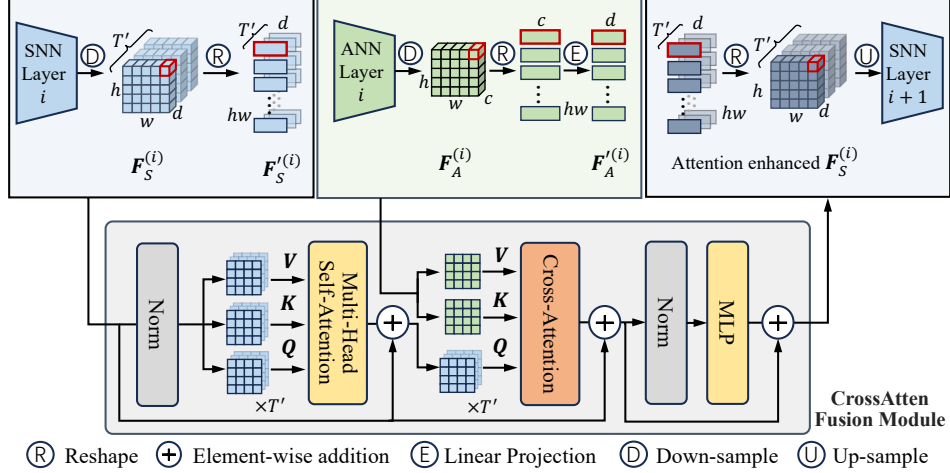 SNN
Layer
i
D
T′
h
w
d
R
T′
d
hw
F_S^{(i)}
F′_S^{(i)}
ANN
Layer
i
D
h
w
c
R
c
E
d
hw
F_A^{(i)}
F′_A^{(i)}
T′
d
hw
R
T′
h
w
d
U
SNN
Layer
i + 1
Attention enhanced F_S^{(i)}
Norm
V
K
Q
×T′
Multi-Head
Self-Attention
+
V
K
Q
×T′
Cross-Attention
+
Norm
MLP
+
CrossAtten
Fusion Module
R Reshape + Element-wise addition E Linear Projection D Down-sample U Up-sample